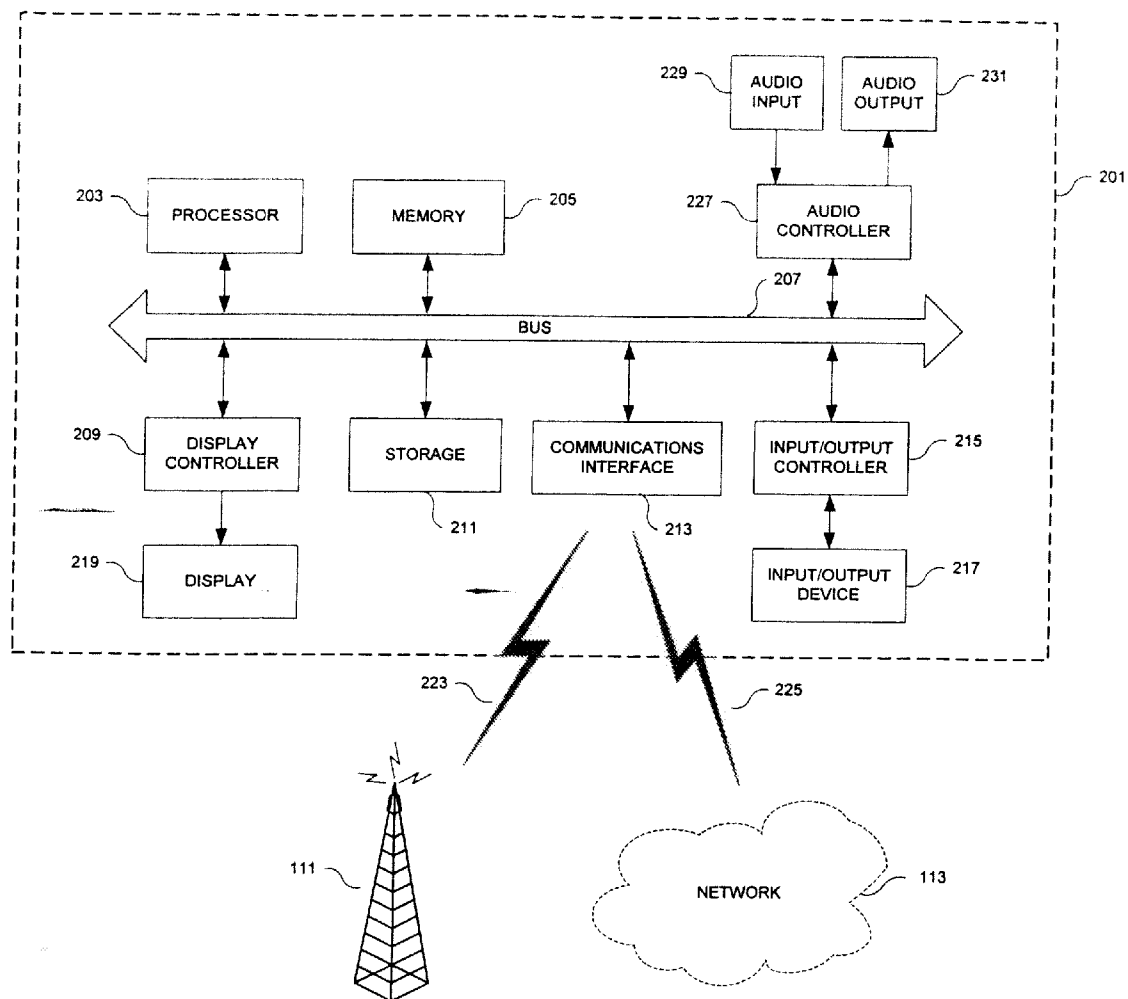 229
AUDIO
INPUT
AUDIO
OUTPUT
231
201
203
PROCESSOR
MEMORY
205
227
AUDIO
CONTROLLER
207
BUS
209
DISPLAY
CONTROLLER
STORAGE
211
COMMUNICATIONS
INTERFACE
213
INPUT/OUTPUT
CONTROLLER
215
219
DISPLAY
INPUT/OUTPUT
DEVICE
217
223
225
111
NETWORK
113